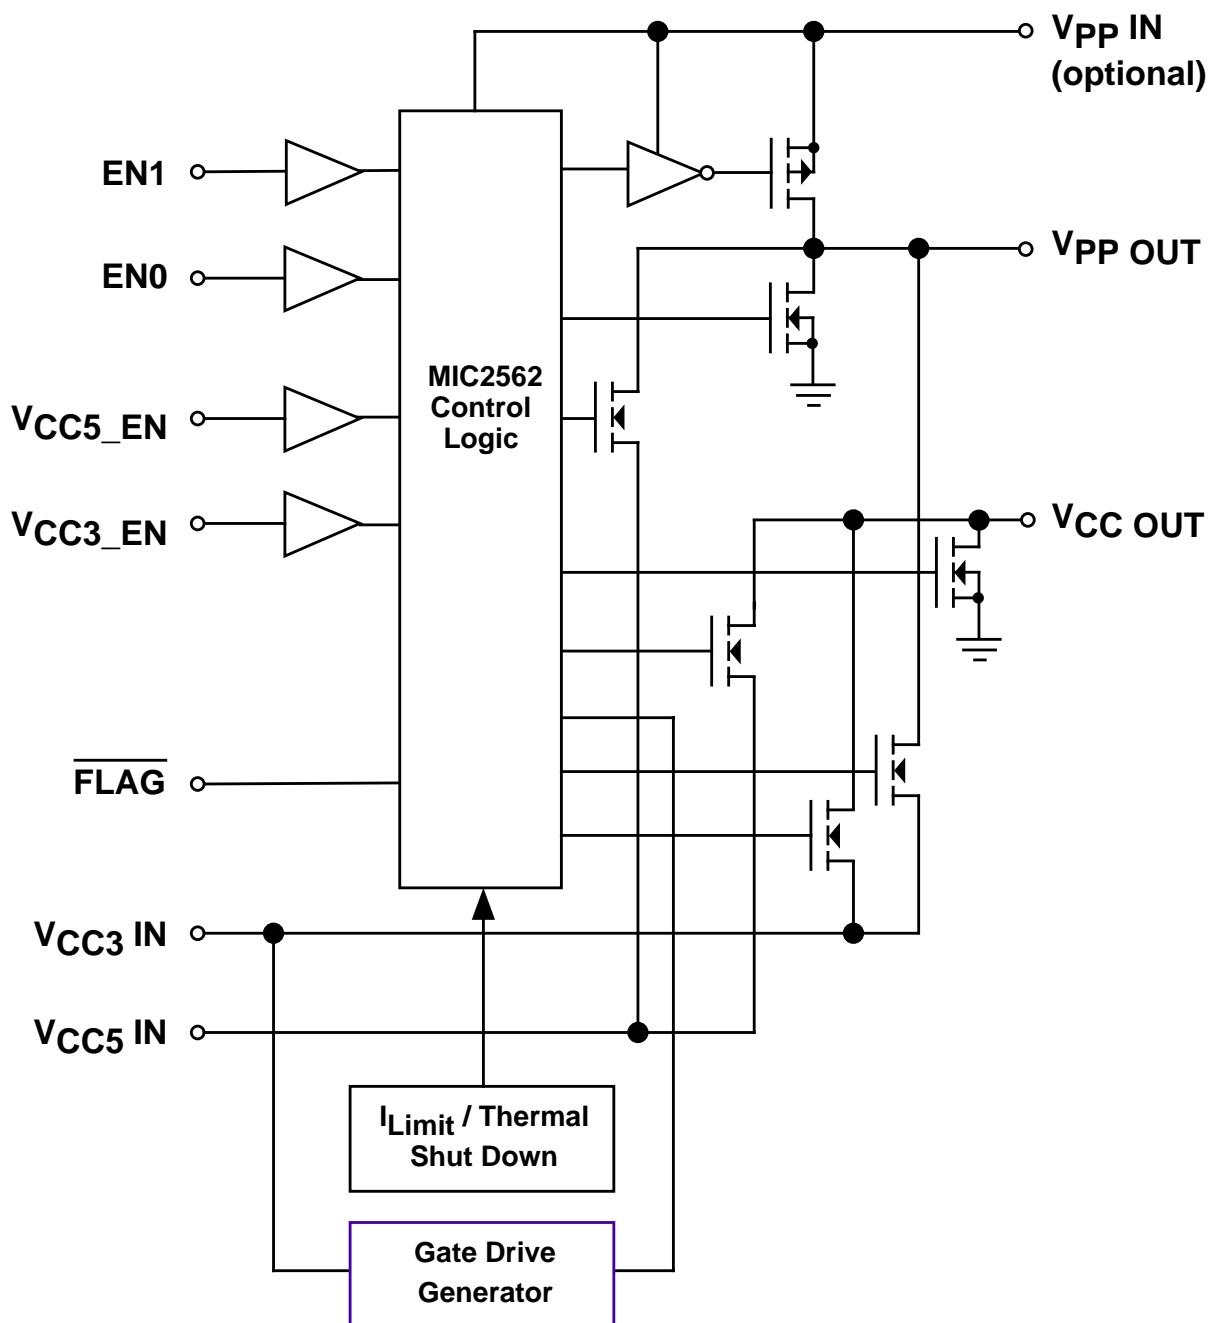 VPP IN
(optional)
EN1
EN0
VPP OUT
MIC2562
Control
Logic
VCC5_EN
VCC3_EN
VCC OUT
FLAG
VCC3 IN
VCC5 IN
ILimit / Thermal
Shut Down
Gate Drive
Generator